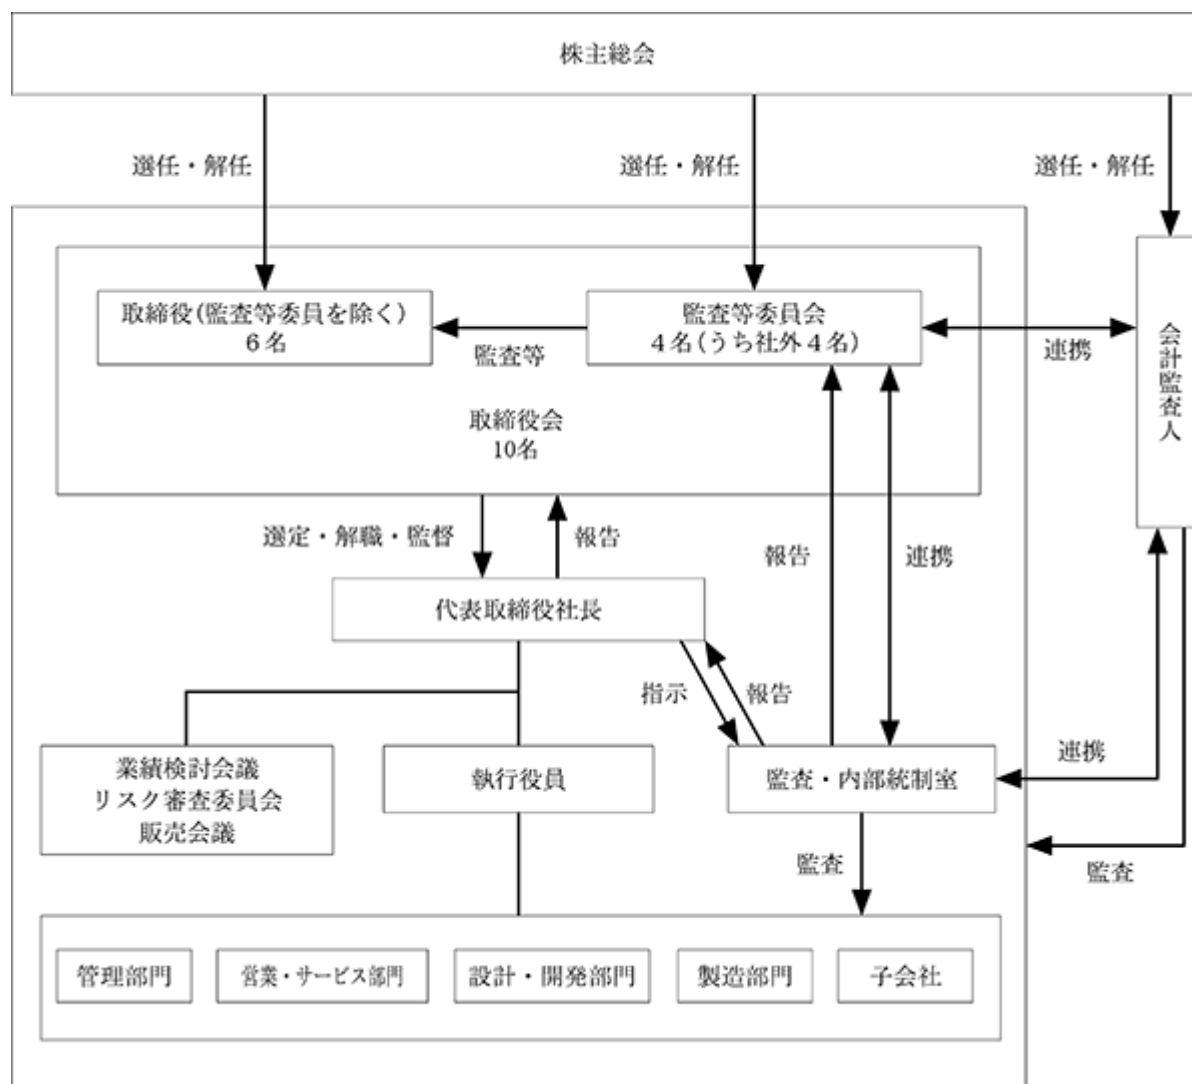 株主総会
選任・解任
選任・解任
選任・解任
取締役(監査等委員を除く)
6名
監査等
監査等委員会
4名(うち社外4名)
連携
会計監査人
取締役会
10名
選定・解職・監督
報告
報告
連携
代表取締役社長
指示
報告
業績検討会議
リスク審査委員会
販売会議
執行役員
監査・内部統制室
連携
監査
監査
管理部門
営業・サービス部門
設計・開発部門
製造部門
子会社